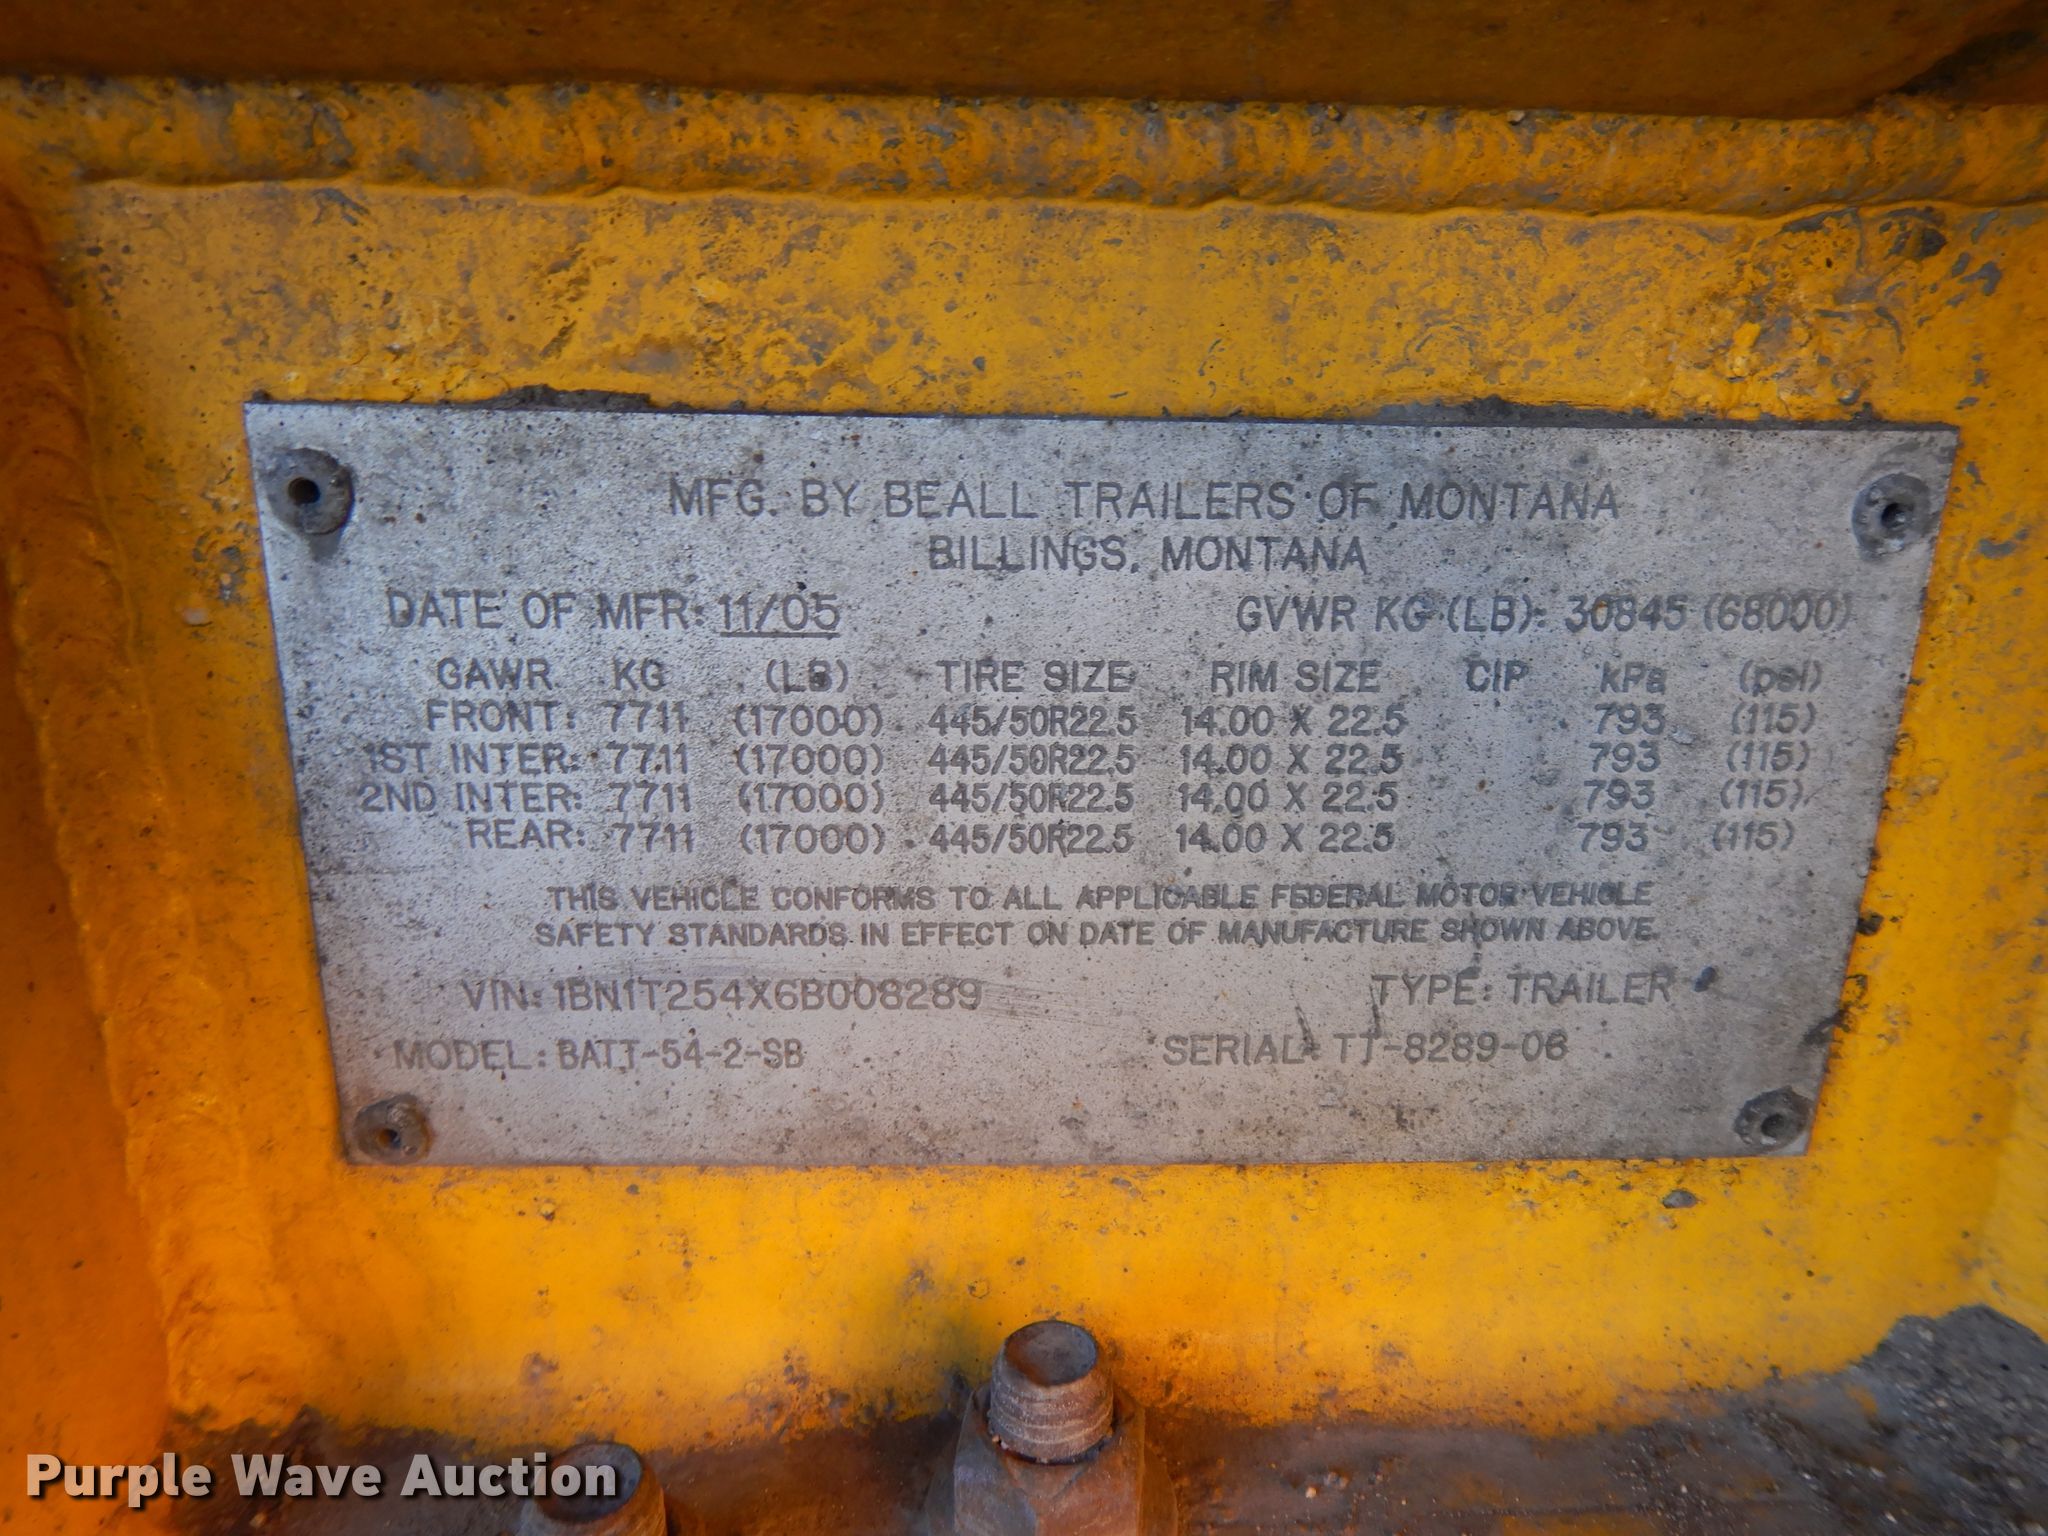 MFG. BY BEALL TRAILERS OF MONTANA
BILLINGS, MONTANA
DATE OF MFR: 11/05 GVWR KG (LB): 30845 (68000)
GAWR KG (LB) TIRE SIZE RIM SIZE CIP kPa (psi)
FRONT: 7711 (17000) 445/50R22.5 14.00 X 22.5 793 (115)
1ST INTER: 7711 (17000) 445/50R22.5 14.00 X 22.5 793 (115)
2ND INTER: 7711 (17000) 445/50R22.5 14.00 X 22.5 793 (115)
REAR: 7711 (17000) 445/50R22.5 14.00 X 22.5 793 (115)
THIS VEHICLE CONFORMS TO ALL APPLICABLE FEDERAL MOTOR VEHICLE
SAFETY STANDARDS IN EFFECT ON DATE OF MANUFACTURE SHOWN ABOVE.
VIN: 1BN1T254X6B008289 TYPE: TRAILER
MODEL: BATT-54-2-SB SERIAL: TT-8289-06
Purple Wave Auction